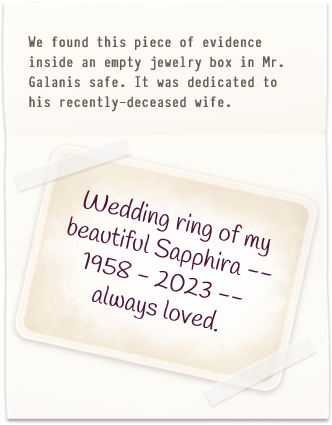 We found this piece of evidence
inside an empty jewelry box in Mr.
Galanis safe. It was dedicated to
his recently-deceased wife.
Wedding ring of my
beautiful Sapphira --
1958 - 2023 --
always loved.